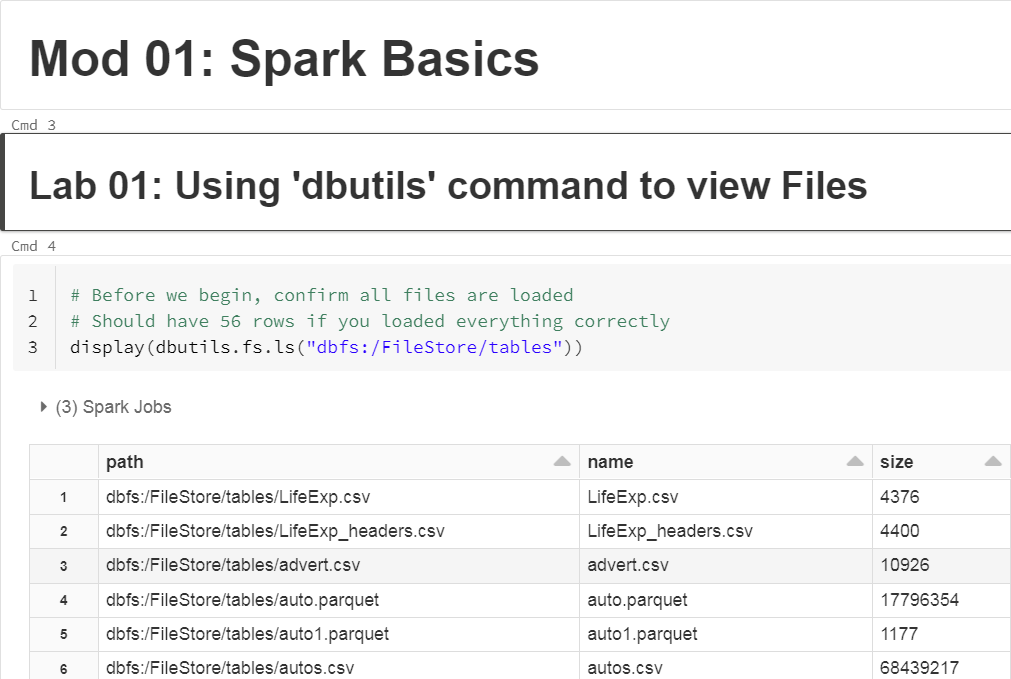 Mod 01: Spark Basics
Cmd 3
Lab 01: Using 'dbutils' command to view Files
Cmd 4
1 # Before we begin, confirm all files are loaded
2 # Should have 56 rows if you loaded everything correctly
3 display(dbutils.fs.ls("dbfs:/FileStore/tables"))
(3) Spark Jobs
path name size
1 dbfs:/FileStore/tables/LifeExp.csv LifeExp.csv 4376
2 dbfs:/FileStore/tables/LifeExp_headers.csv LifeExp_headers.csv 4400
3 dbfs:/FileStore/tables/advert.csv advert.csv 10926
4 dbfs:/FileStore/tables/auto.parquet auto.parquet 17796354
5 dbfs:/FileStore/tables/auto1.parquet auto1.parquet 1177
6 dbfs:/FileStore/tables/autos.csv autos.csv 68439217